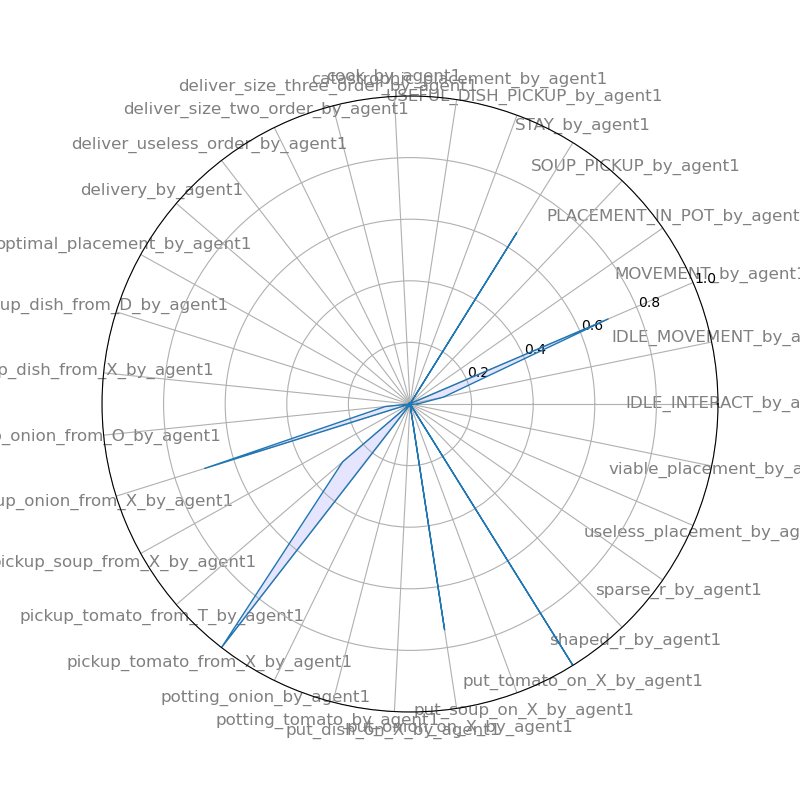 cook_by_agent1
catastrophic_placement_by_agent1
deliver_size_three_order_by_agent1
USEFUL_DISH_PICKUP_by_agent1
deliver_size_two_order_by_agent1
STAY_by_agent1
deliver_useless_order_by_agent1
SOUP_PICKUP_by_agent1
delivery_by_agent1
PLACEMENT_IN_POT_by_agent
optimal_placement_by_agent1
MOVEMENT_by_agent1
1.0
up_dish_from_D_by_agent1
0.8
0.6
IDLE_MOVEMENT_by_a
0.4
p_dish_from_X_by_agent1
0.2
IDLE_INTERACT_by_a
o_onion_from_O_by_agent1
viable_placement_by_a
up_onion_from_X_by_agent1
useless_placement_by_ag
pickup_soup_from_X_by_agent1
sparse_r_by_agent1
pickup_tomato_from_T_by_agent1
shaped_r_by_agent1
pickup_tomato_from_X_by_agent1
put_tomato_on_X_by_agent1
potting_onion_by_agent1
put_soup_on_X_by_agent1
potting_tomato_by_agent1
put_onion_on_X_by_agent1
put_dish_on_X_by_agent1